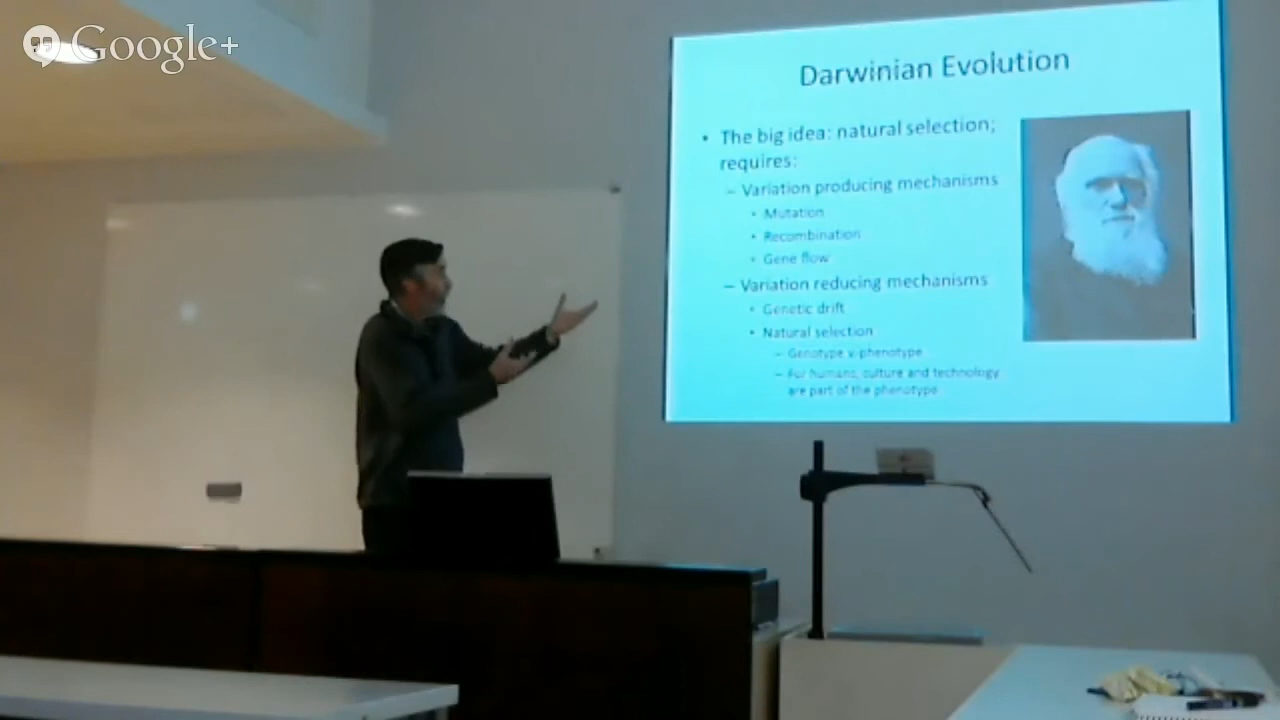 Google+
Darwinian Evolution
• The big idea: natural selection;
requires:
– Variation producing mechanisms
• Mutation
• Recombination
• Gene flow
– Variation reducing mechanisms
• Genetic drift
• Natural selection
– Genotype v. phenotype
– For humans, culture and technology
are part of the phenotype